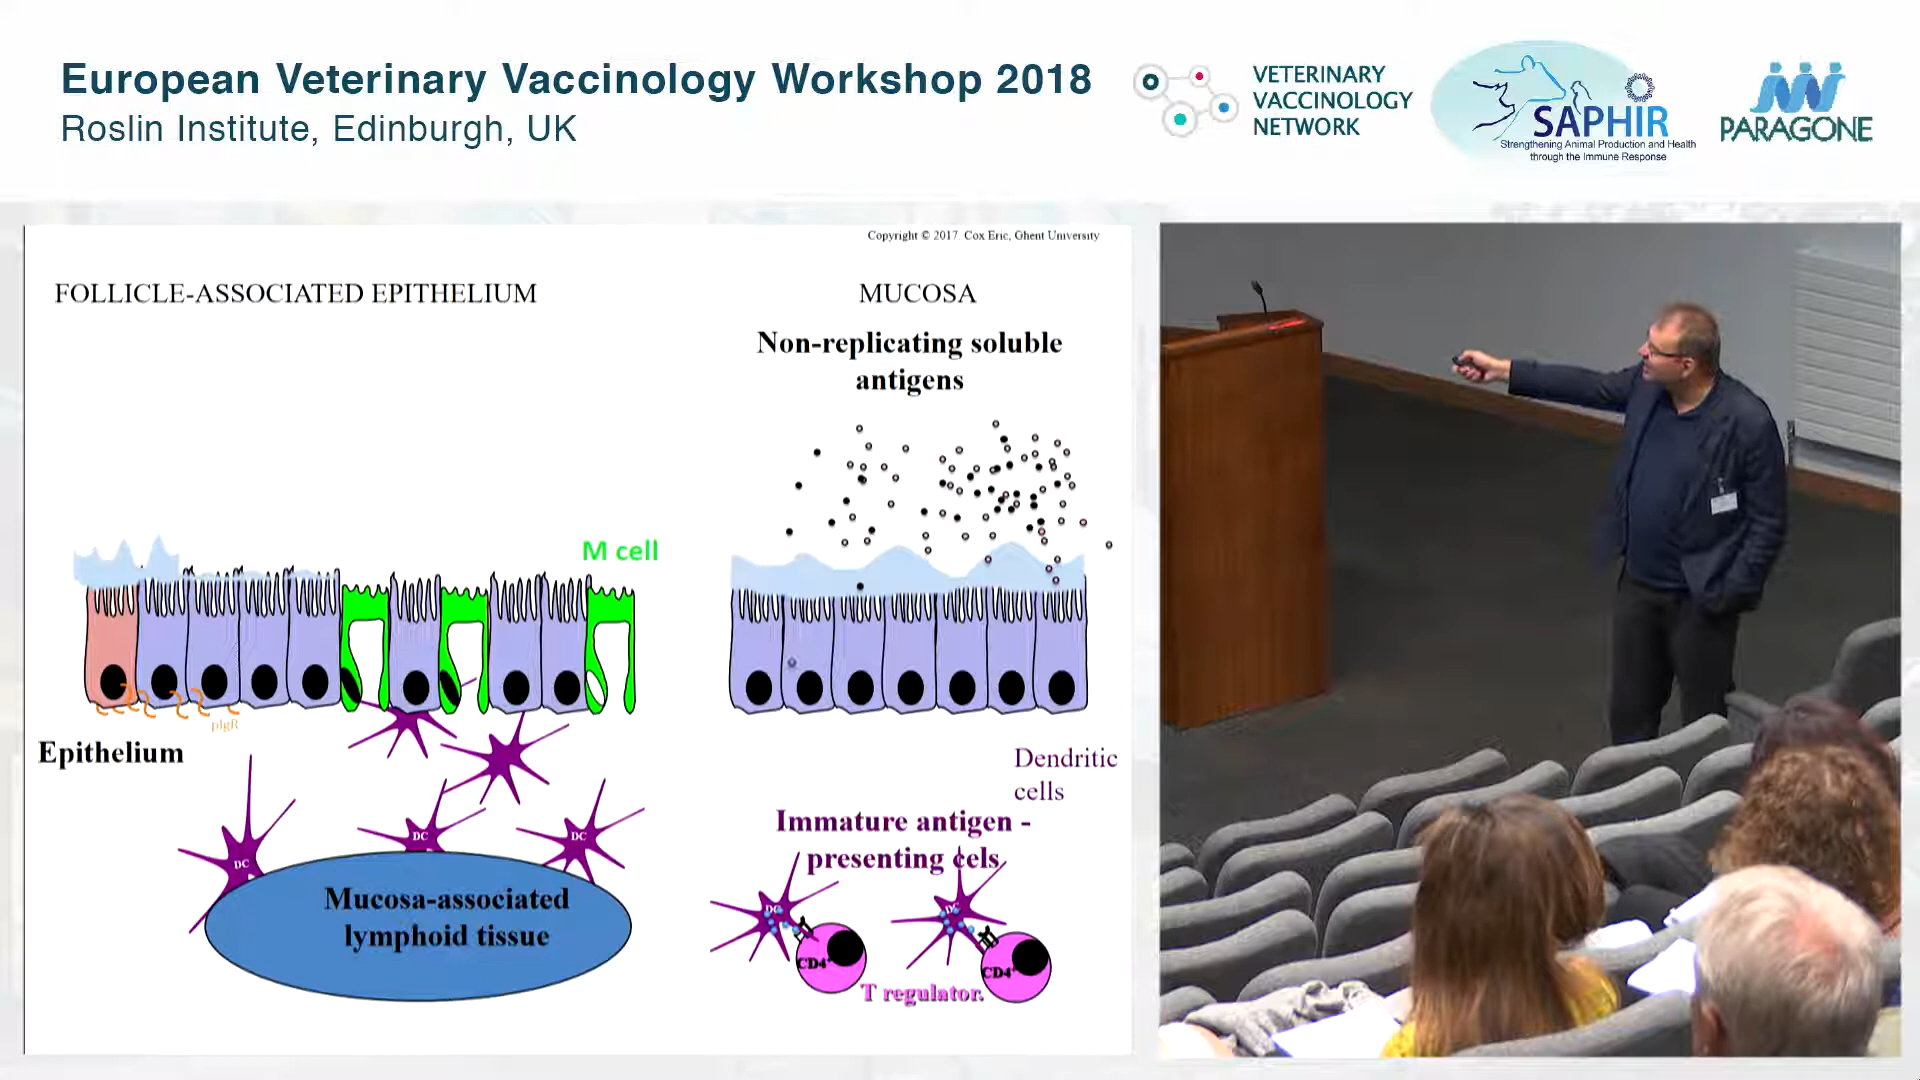 European Veterinary Vaccinology Workshop 2018
Roslin Institute, Edinburgh, UK
VETERINARY
VACCINOLOGY
NETWORK
SAPHIR
Strengthening Animal Production and Health
through the Immune Response
PARAGONE
Copyright © 2017 Cox Eric, Ghent University
FOLLICLE-ASSOCIATED EPITHELIUM
MUCOSA
Non-replicating soluble
antigens
M cell
pIgR
Epithelium
Dendritic
cells
Immature antigen -
presenting cels
DC
DC
DC
Mucosa-associated
lymphoid tissue
DC
DC
CD4+
CD4+
T regulator.